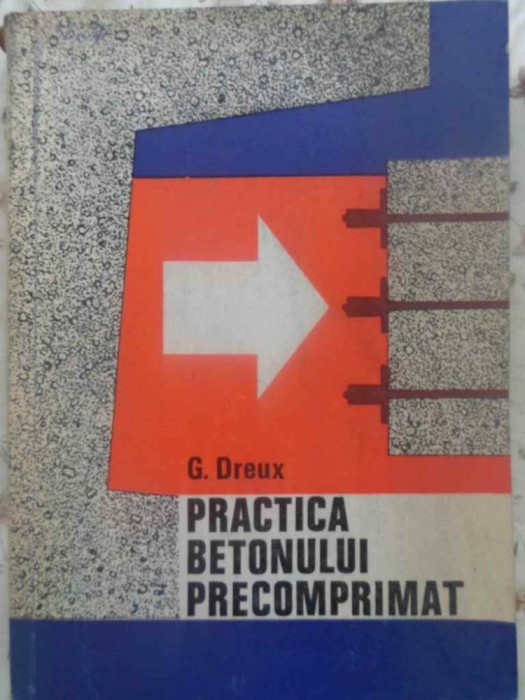 G. Dreux
PRACTICA
BETONULUI
PRECOMPRIMAT